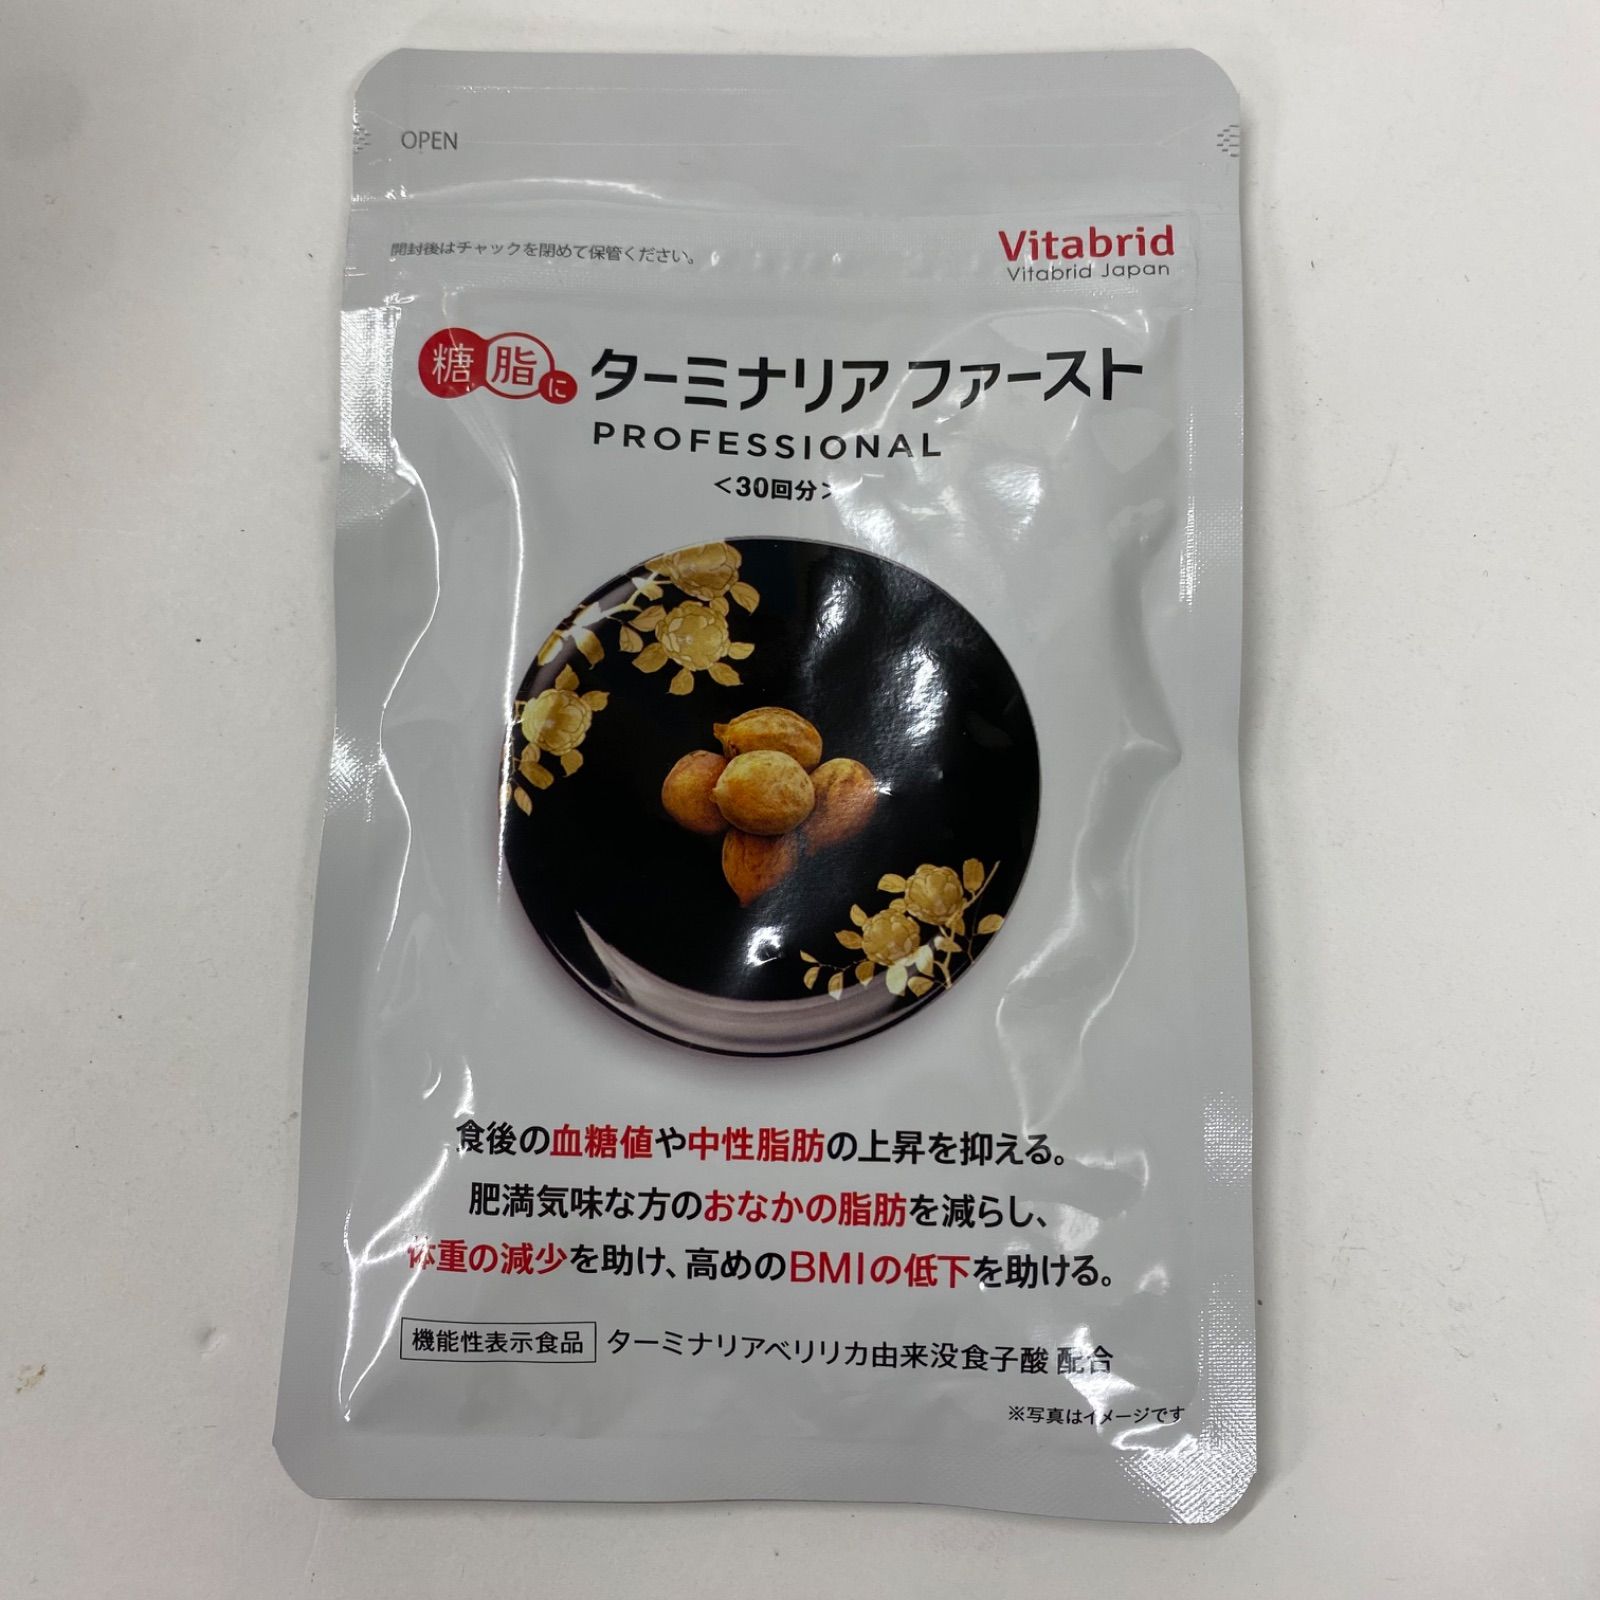 OPEN
開封後はチャックを閉めて保管ください。
Vitabrid
Vitabrid Japan
糖脂に ターミナリア ファースト
PROFESSIONAL
<30回分>
食後の血糖値や中性脂肪の上昇を抑える。
肥満気味な方のおなかの脂肪を減らし、
体重の減少を助け、高めのBMIの低下を助ける。
機能性表示食品 ターミナリアベリリカ由来没食子酸 配合
※写真はイメージです